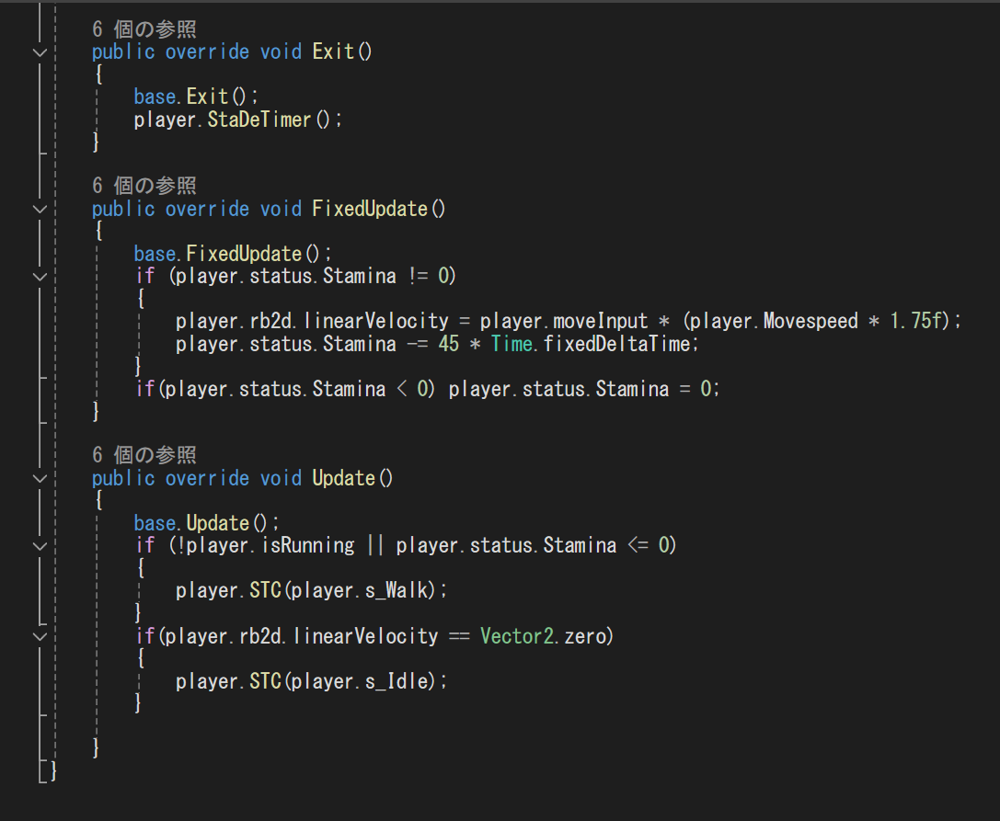 6 個の参照
public override void Exit()
{
base.Exit();
player.StaDeTimer();
}
6 個の参照
public override void FixedUpdate()
{
base.FixedUpdate();
if (player.status.Stamina != 0)
{
player.rb2d.linearVelocity = player.moveInput * (player.Movespeed * 1.75f);
player.status.Stamina -= 45 * Time.fixedDeltaTime;
}
if(player.status.Stamina < 0) player.status.Stamina = 0;
}
6 個の参照
public override void Update()
{
base.Update();
if (!player.isRunning || player.status.Stamina <= 0)
{
player.STC(player.s_Walk);
}
if(player.rb2d.linearVelocity == Vector2.zero)
{
player.STC(player.s_Idle);
}
}
}